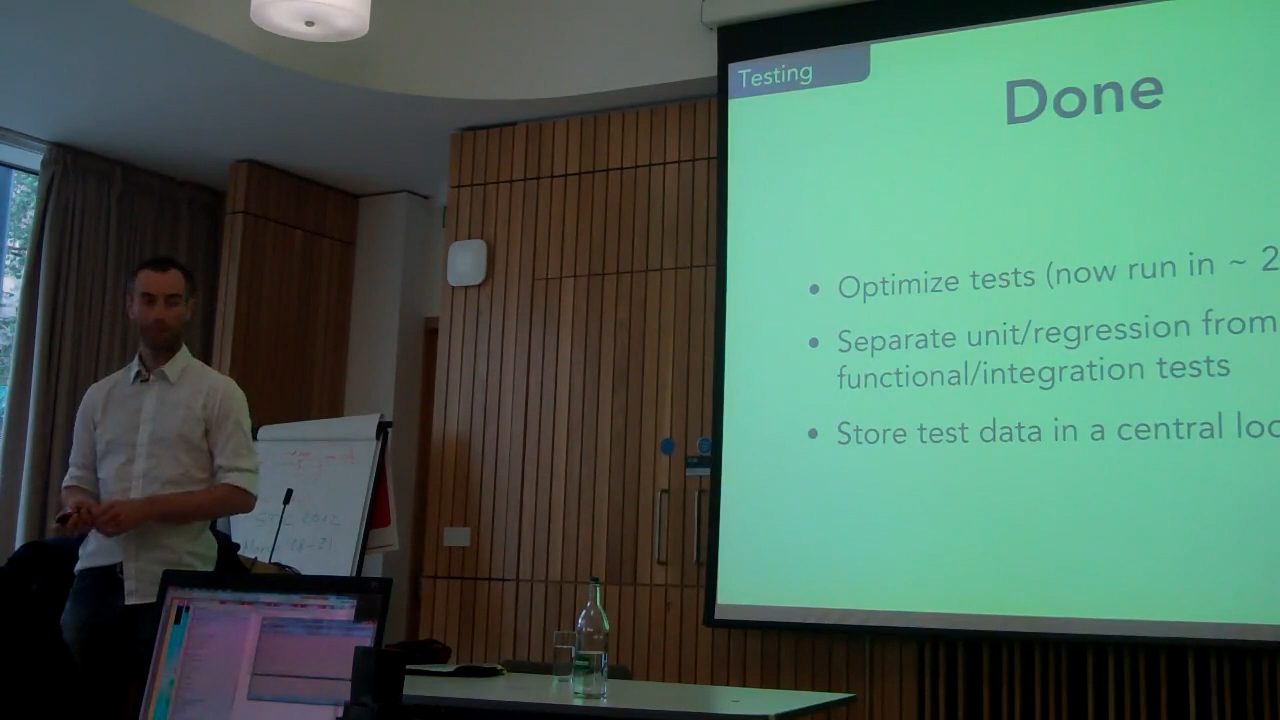 Testing
Done
• Optimize tests (now run in ~ 2
• Separate unit/regression from
functional/integration tests
• Store test data in a central loc